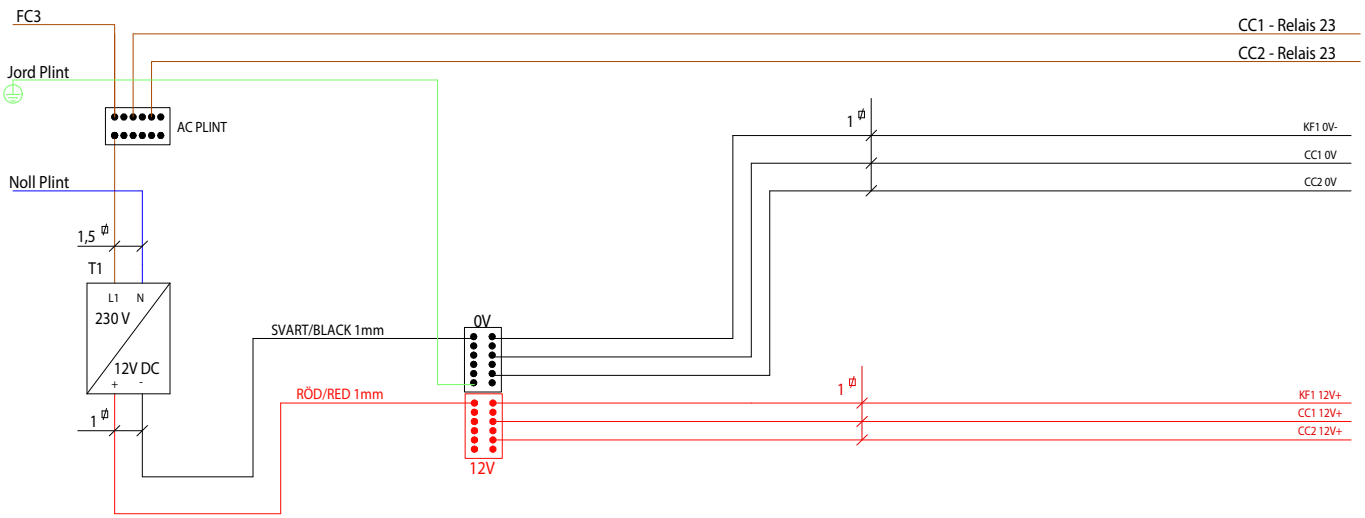 FC3
CC1 - Relais 23
CC2 - Relais 23
Jord Plint
AC PLINT
1
KF1 0V-
CC1 0V
CC2 0V
Noll Plint
1,5
T1
L1 N
230 V
12V DC
+ -
SVART/BLACK 1mm
0V
RÖD/RED 1mm
1
KF1 12V+
CC1 12V+
CC2 12V+
1
12V